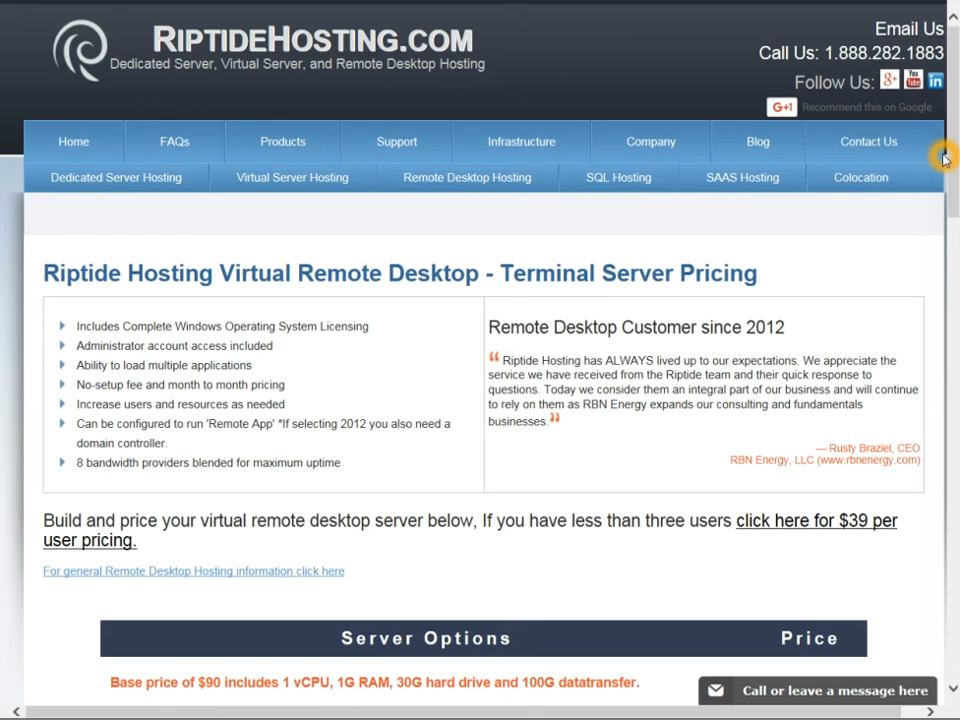 RIPTIDEHOSTING.COM
Dedicated Server, Virtual Server, and Remote Desktop Hosting
Email Us
Call Us: 1.888.282.1883
Follow Us: g+ You Tube in
G+1 Recommend this on Google
Home FAQs Products Support Infrastructure Company Blog Contact Us
Dedicated Server Hosting Virtual Server Hosting Remote Desktop Hosting SQL Hosting SAAS Hosting Colocation
Riptide Hosting Virtual Remote Desktop - Terminal Server Pricing
Includes Complete Windows Operating System Licensing
Administrator account access included
Ability to load multiple applications
No-setup fee and month to month pricing
Increase users and resources as needed
Can be configured to run 'Remote App' *If selecting 2012 you also need a
domain controller.
8 bandwidth providers blended for maximum uptime
Remote Desktop Customer since 2012
“ Riptide Hosting has ALWAYS lived up to our expectations. We appreciate the
service we have received from the Riptide team and their quick response to
questions. Today we consider them an integral part of our business and will continue
to rely on them as RBN Energy expands our consulting and fundamentals
businesses. ”
— Rusty Braziel, CEO
RBN Energy, LLC (www.rbnenergy.com)
Build and price your virtual remote desktop server below, If you have less than three users click here for $39 per
user pricing.
For general Remote Desktop Hosting information click here
Server Options Price
Base price of $90 includes 1 vCPU, 1G RAM, 30G hard drive and 100G datatransfer.
Call or leave a message here